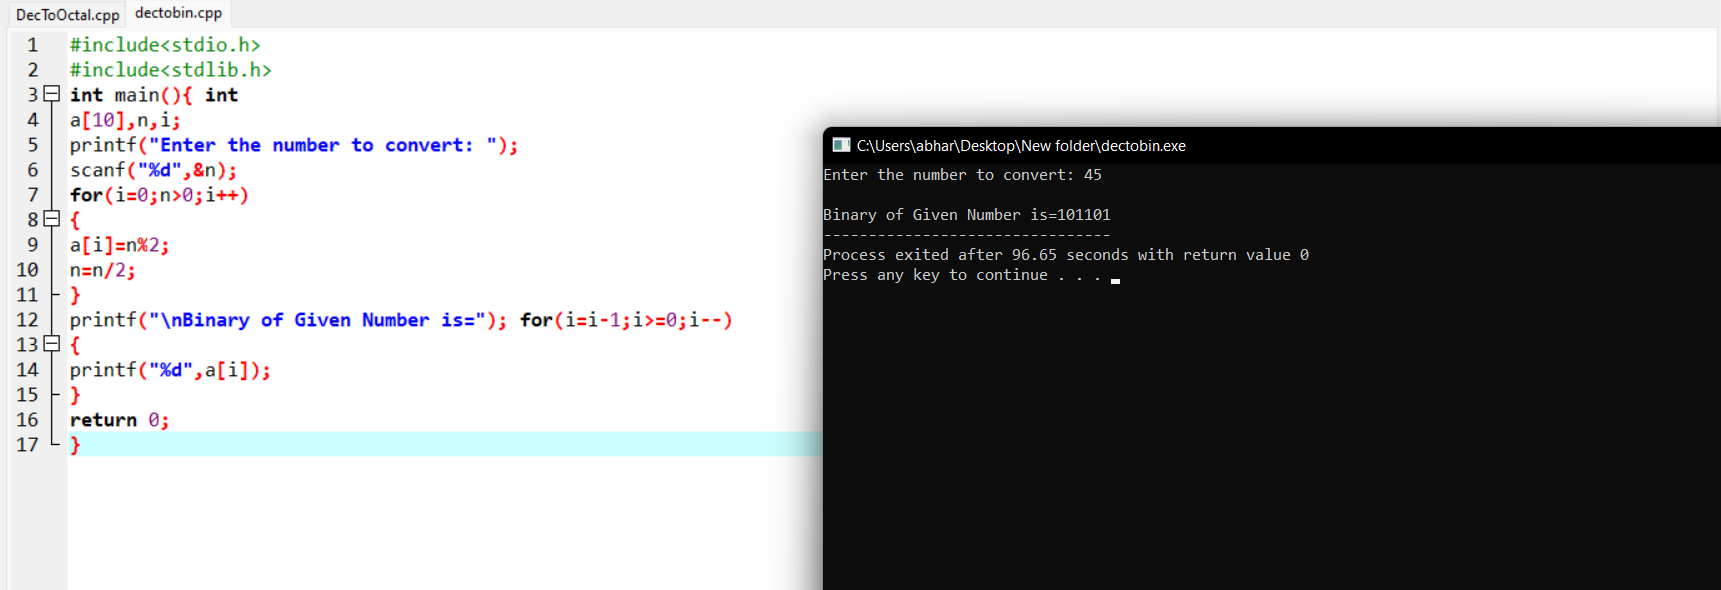 DecToOctal.cpp dectobin.cpp
1 #include<stdio.h>
2 #include<stdlib.h>
3 int main(){ int
4 a[10],n,i;
5 printf("Enter the number to convert: ");
6 scanf("%d",&n);
7 for(i=0;n>0;i++)
8 {
9 a[i]=n%2;
10 n=n/2;
11 }
12 printf("\nBinary of Given Number is="); for(i=i-1;i>=0;i--)
13 {
14 printf("%d",a[i]);
15 }
16 return 0;
17 }
C:\Users\abhar\Desktop\New folder\dectobin.exe
Enter the number to convert: 45
Binary of Given Number is=101101
--------------------------------
Process exited after 96.65 seconds with return value 0
Press any key to continue . . .